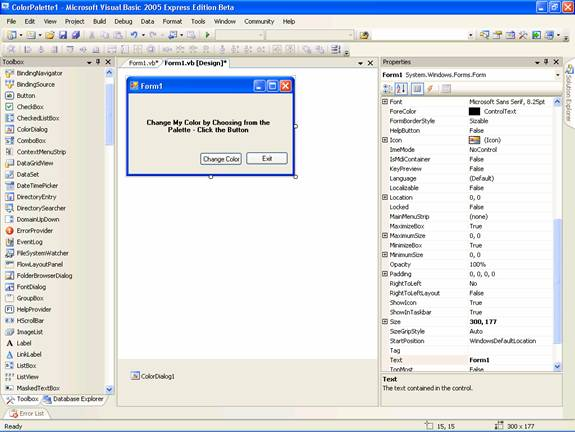 ColorPalette1 - Microsoft Visual Basic 2005 Express Edition Beta
File Edit View Project Build Debug Data Format Tools Window Community Help
Toolbox
BindingNavigator
BindingSource
Button
CheckBox
CheckedListBox
ColorDialog
ComboBox
ContextMenuStrip
DataGridView
DataSet
DateTimePicker
DirectoryEntry
DirectorySearcher
DomainUpDown
ErrorProvider
EventLog
FileSystemWatcher
FlowLayoutPanel
FolderBrowserDialog
FontDialog
GroupBox
HelpProvider
HScrollBar
ImageList
Label
LinkLabel
ListBox
ListView
MaskedTextBox
Toolbox Database Explorer
Form1.vb* Form1.vb [Design]*
Form1
Change My Color by Choosing from the
Palette - Click the Button
Change Color Exit
ColorDialog1
Properties
Form1 System.Windows.Forms.Form
Font Microsoft Sans Serif, 8.25pt
ForeColor ControlText
FormBorderStyle Sizable
HelpButton False
Icon (Icon)
ImeMode NoControl
IsMdiContainer False
KeyPreview False
Language (Default)
Localizable False
Location 0, 0
Locked False
MainMenuStrip (none)
MaximizeBox True
MaximumSize 0, 0
MinimizeBox True
MinimumSize 0, 0
Opacity 100%
Padding 0, 0, 0, 0
RightToLeft No
RightToLeftLayout False
ShowIcon True
ShowInTaskbar True
Size 300, 177
SizeGripStyle Auto
StartPosition WindowsDefaultLocation
Tag
Text Form1
TopMost False
Text
The text contained in the control.
Solution Explorer
Error List
Ready 15, 15 300 x 177